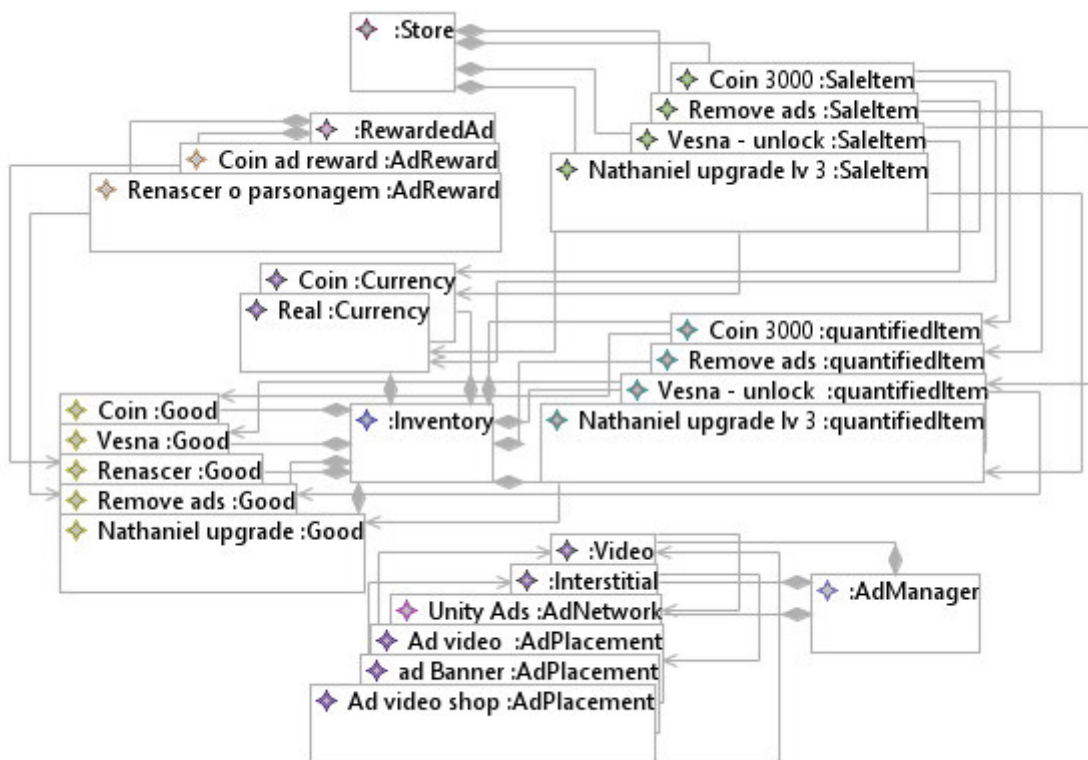 :Store
Coin 3000 :SaleItem
Remove ads :SaleItem
Vesna - unlock :SaleItem
Nathaniel upgrade lv 3 :SaleItem
:RewardedAd
Coin ad reward :AdReward
Renascer o parsonagem :AdReward
Coin :Currency
Real :Currency
Coin 3000 :quantifiedItem
Remove ads :quantifiedItem
Vesna - unlock :quantifiedItem
Nathaniel upgrade lv 3 :quantifiedItem
Coin :Good
Vesna :Good
Renascer :Good
Remove ads :Good
Nathaniel upgrade :Good
:Inventory
:Video
:Interstitial
Unity Ads :AdNetwork
Ad video :AdPlacement
ad Banner :AdPlacement
Ad video shop :AdPlacement
:AdManager